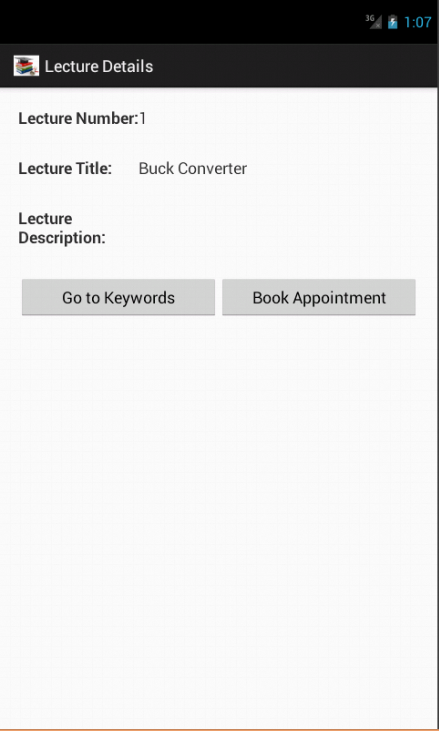 3G 1:07
Lecture Details
Lecture Number:1
Lecture Title: Buck Converter
Lecture
Description:
Go to Keywords Book Appointment